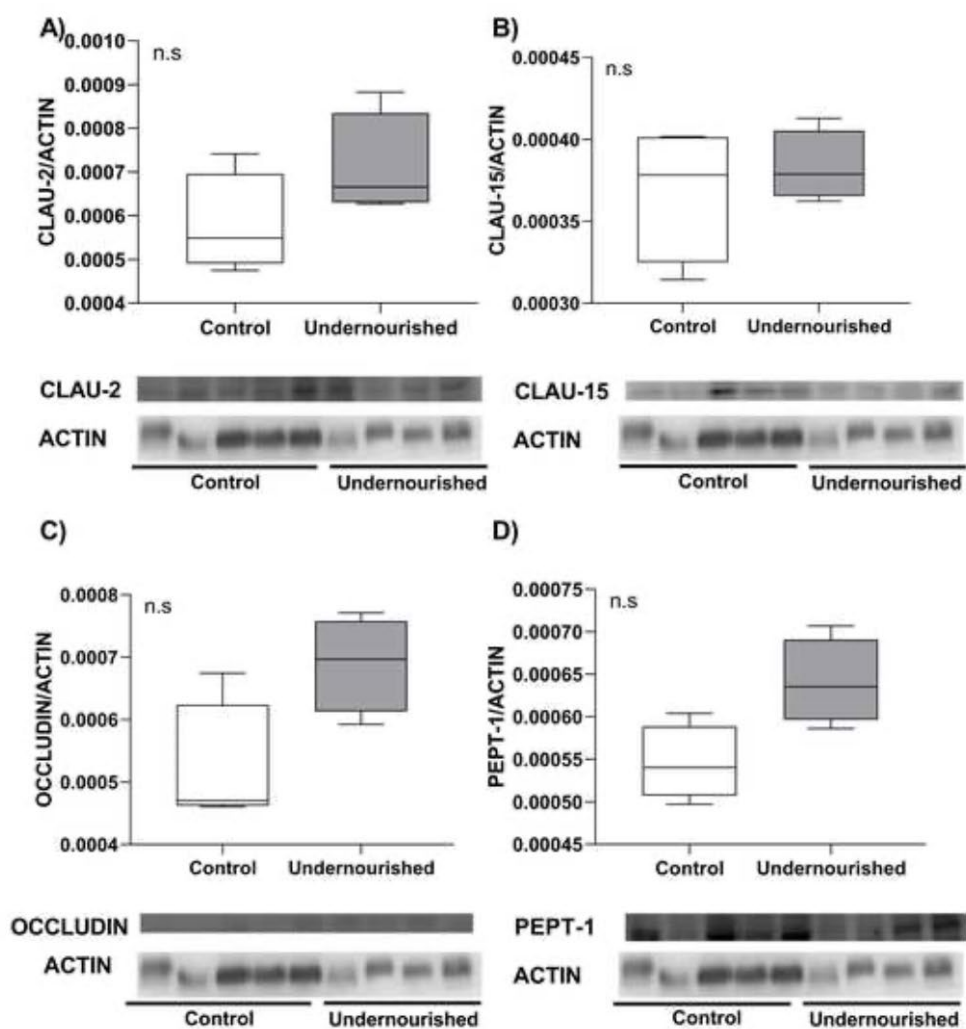 A)
n.s
CLAU-2/ACTIN
0.0010
0.0009
0.0008
0.0007
0.0006
0.0005
0.0004
Control Undernourished
CLAU-2
ACTIN
Control Undernourished
B)
n.s
CLAU-15/ACTIN
0.00045
0.00040
0.00035
0.00030
Control Undernourished
CLAU-15
ACTIN
Control Undernourished
C)
n.s
OCCLUDIN/ACTIN
0.0008
0.0007
0.0006
0.0005
0.0004
Control Undernourished
OCCLUDIN
ACTIN
Control Undernourished
D)
n.s
PEPT-1/ACTIN
0.00075
0.00070
0.00065
0.00060
0.00055
0.00050
0.00045
Control Undernourished
PEPT-1
ACTIN
Control Undernourished